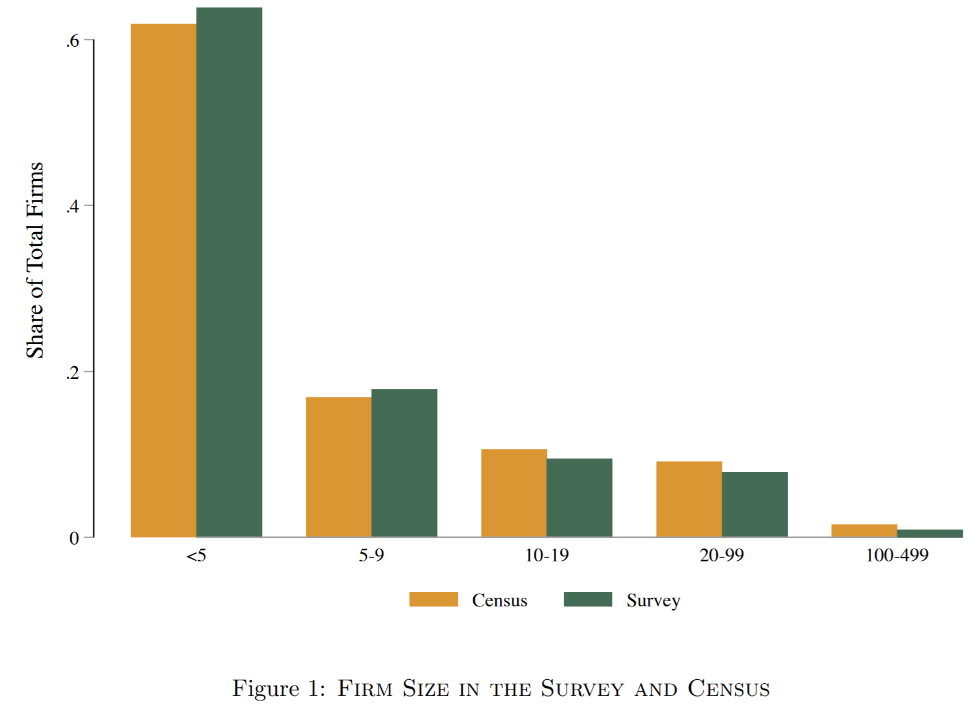 Share of Total Firms
.6
.4
.2
0
<5 5-9 10-19 20-99 100-499
Census Survey
Figure 1: Firm Size in the Survey and Census